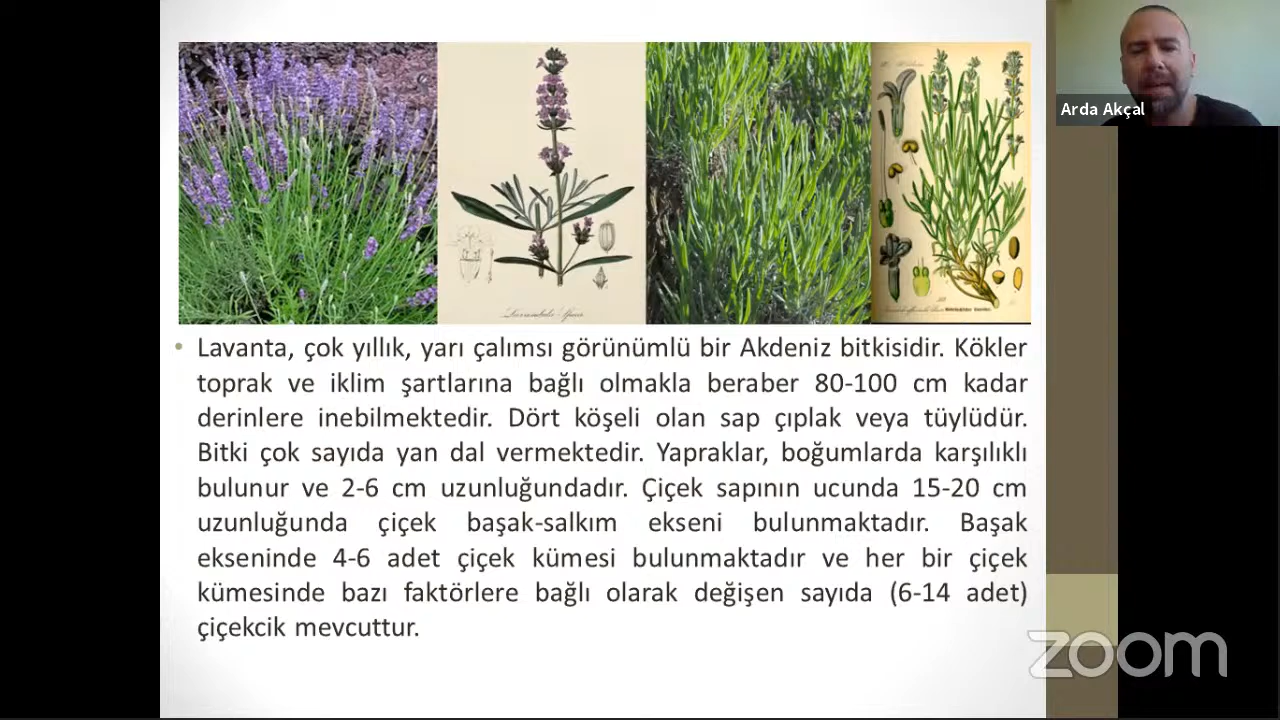 Arda Akçal
Lavanta, çok yıllık, yarı çalımsı görünümlü bir Akdeniz bitkisidir. Kökler
toprak ve iklim şartlarına bağlı olmakla beraber 80-100 cm kadar
derinlere inebilmektedir. Dört köşeli olan sap çıplak veya tüylüdür.
Bitki çok sayıda yan dal vermektedir. Yapraklar, boğumlarda karşılıklı
bulunur ve 2-6 cm uzunluğundadır. Çiçek sapının ucunda 15-20 cm
uzunluğunda çiçek başak-salkım ekseni bulunmaktadır. Başak
ekseninde 4-6 adet çiçek kümesi bulunmaktadır ve her bir çiçek
kümesinde bazı faktörlere bağlı olarak değişen sayıda (6-14 adet)
çiçekcik mevcuttur.
zoom